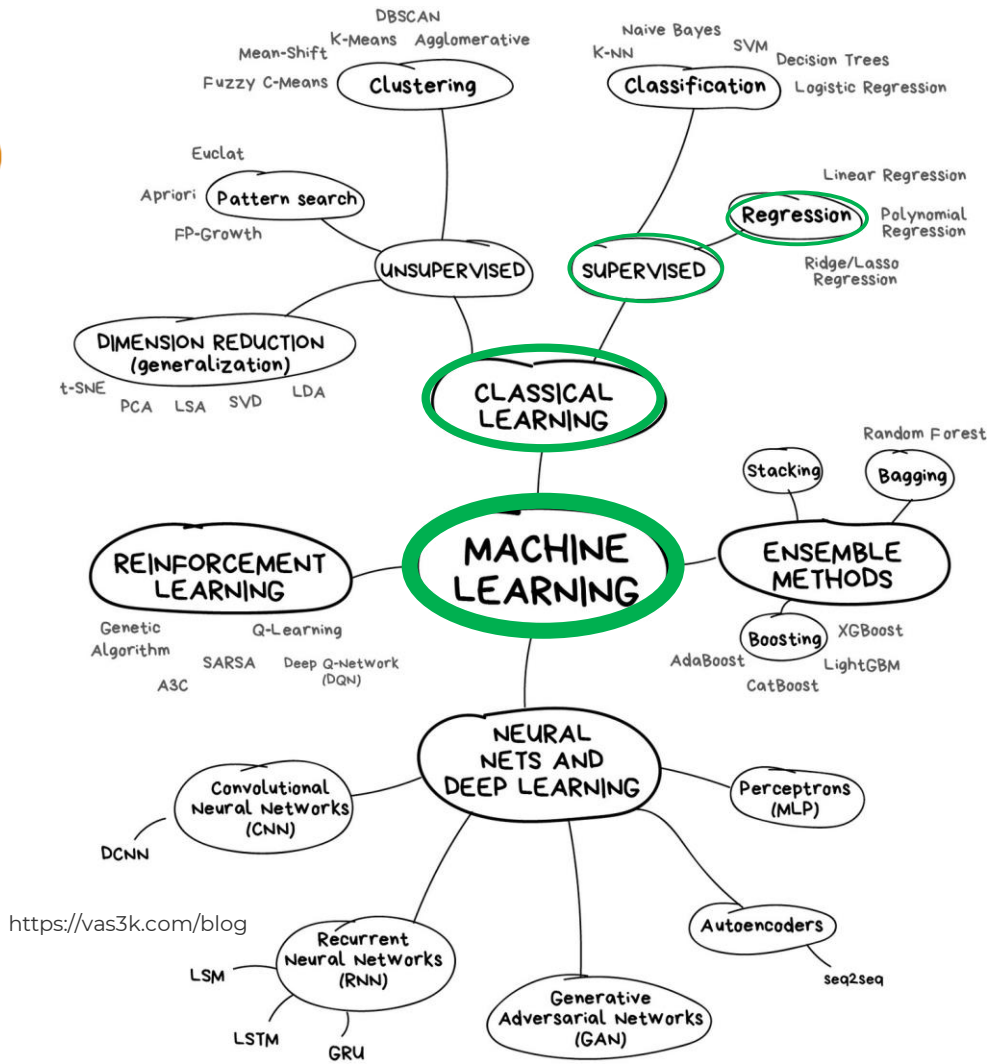 DBSCAN
K-Means
Agglomerative
Mean-Shift
Fuzzy C-Means
Clustering
Naive Bayes
SVM
K-NN
Decision Trees
Classification
Logistic Regression
Euclat
Apriori
Pattern search
FP-Growth
Linear Regression
Regression
Polynomial
Regression
Ridge/Lasso
Regression
UNSUPERVISED
SUPERVISED
DIMENSION REDUCTION
(generalization)
t-SNE
PCA
LSA
SVD
LDA
CLASSICAL
LEARNING
Random Forest
Stacking
Bagging
MACHINE
LEARNING
REINFORCEMENT
LEARNING
ENSEMBLE
METHODS
Genetic
Algorithm
Q-Learning
SARSA
Deep Q-Network
(DQN)
A3C
Boosting
XGBoost
AdaBoost
LightGBM
CatBoost
NEURAL
NETS AND
DEEP LEARNING
Convolutional
Neural Networks
(CNN)
DCNN
Perceptrons
(MLP)
https://vas3k.com/blog
Recurrent
Neural Networks
(RNN)
LSM
LSTM
GRU
Generative
Adversarial Networks
(GAN)
Autoencoders
seq2seq